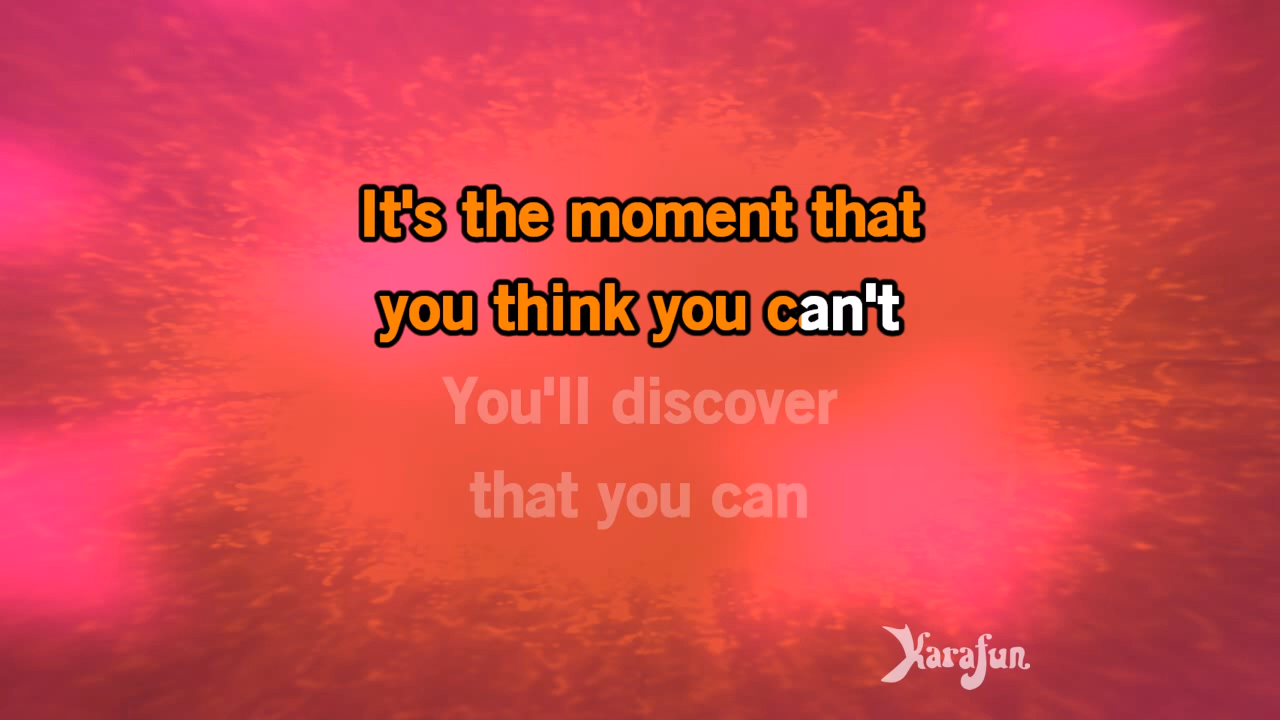 It's the moment that
you think you can't
You'll discover
that you can
Karafun